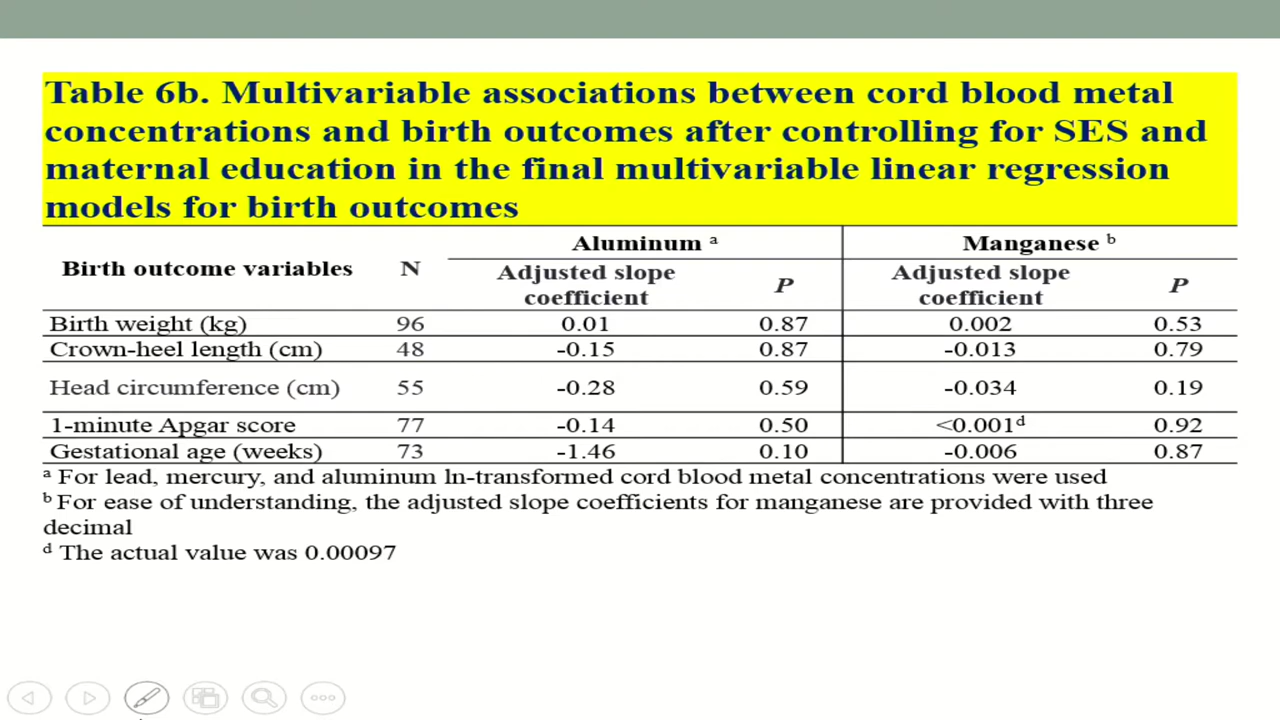 Table 6b. Multivariable associations between cord blood metal
concentrations and birth outcomes after controlling for SES and
maternal education in the final multivariable linear regression
models for birth outcomes
Birth outcome variables N Aluminum ᵃ Manganese ᵇ
Adjusted slope coefficient P Adjusted slope coefficient P
Birth weight (kg) 96 0.01 0.87 0.002 0.53
Crown-heel length (cm) 48 -0.15 0.87 -0.013 0.79
Head circumference (cm) 55 -0.28 0.59 -0.034 0.19
1-minute Apgar score 77 -0.14 0.50 <0.001ᵈ 0.92
Gestational age (weeks) 73 -1.46 0.10 -0.006 0.87
ᵃ For lead, mercury, and aluminum ln-transformed cord blood metal concentrations were used
ᵇ For ease of understanding, the adjusted slope coefficients for manganese are provided with three
decimal
ᵈ The actual value was 0.00097